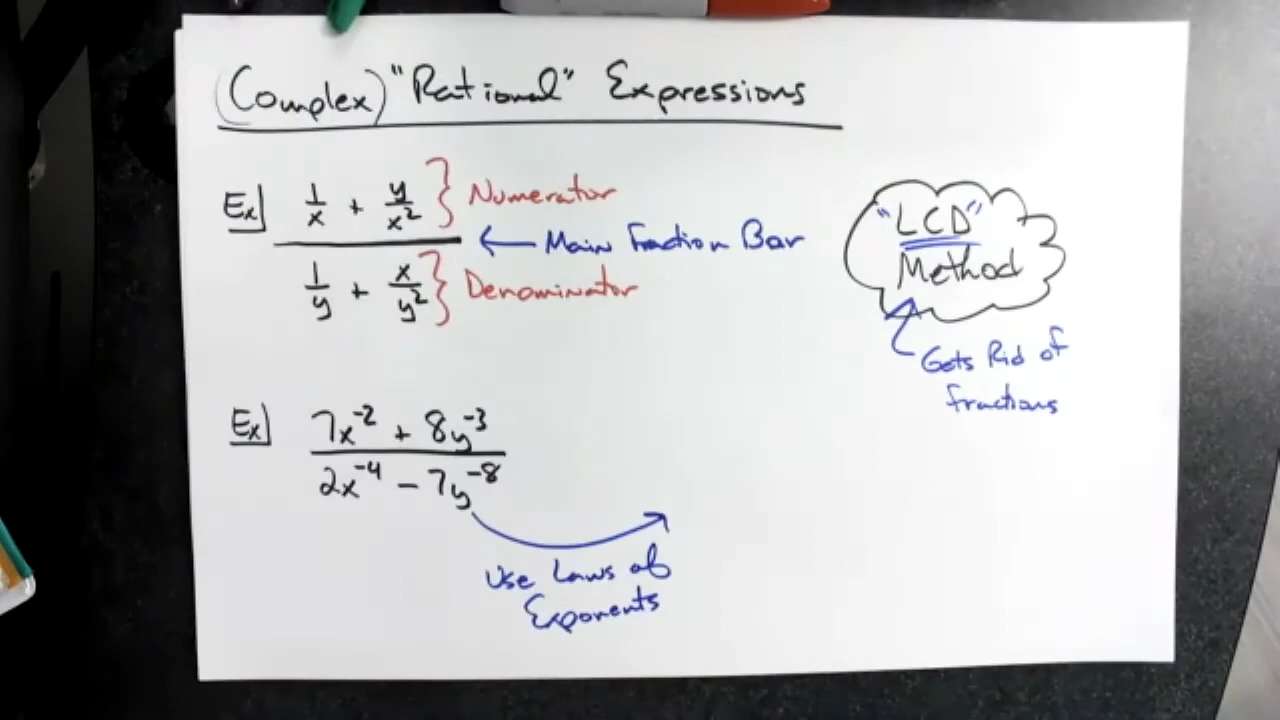 (Complex) "Rational" Expressions
Ex] 1/x + y/x² } Numerator
← Main Fraction Bar
1/y + x/y² } Denominator
"LCD"
Method
Gets Rid of
fractions
Ex] 7x⁻² + 8y⁻³
2x⁻⁴ - 7y⁻⁸
Use Laws of
Exponents